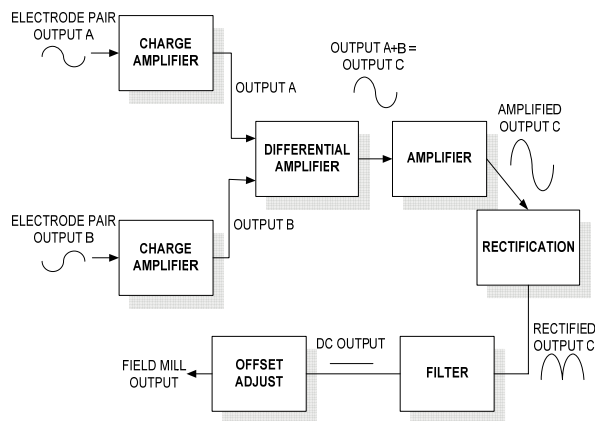 ELECTRODE PAIR
OUTPUT A
CHARGE
AMPLIFIER
OUTPUT A
OUTPUT A+B =
OUTPUT C
AMPLIFIED
OUTPUT C
DIFFERENTIAL
AMPLIFIER
AMPLIFIER
ELECTRODE PAIR
OUTPUT B
CHARGE
AMPLIFIER
OUTPUT B
RECTIFICATION
RECTIFIED
OUTPUT C
DC OUTPUT
FIELD MILL
OUTPUT
OFFSET
ADJUST
FILTER